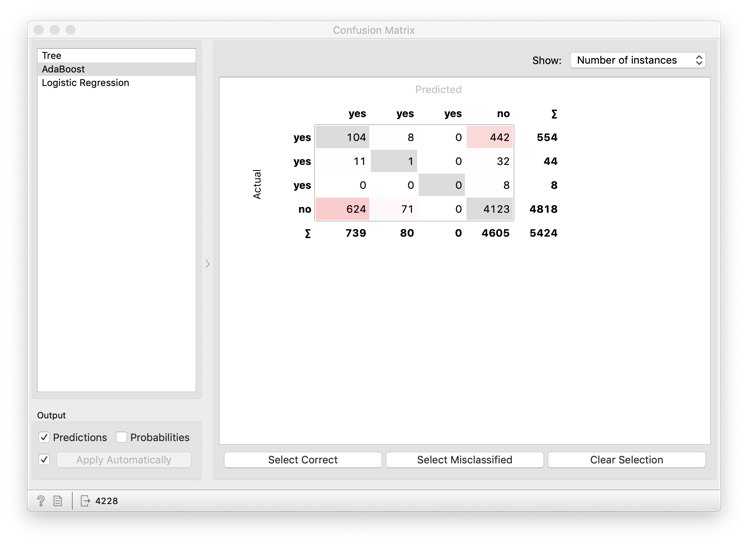 Confusion Matrix
Tree
AdaBoost
Logistic Regression
Show: Number of instances
Predicted
yes yes yes no Σ
yes 104 8 0 442 554
yes 11 1 0 32 44
Actual
yes 0 0 0 8 8
no 624 71 0 4123 4818
Σ 739 80 0 4605 5424
Output
Predictions Probabilities
Apply Automatically
Select Correct Select Misclassified Clear Selection
? 4228